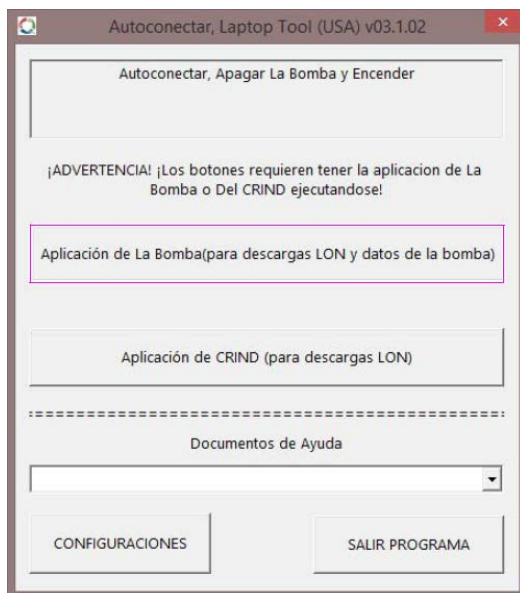 Autoconectar, Laptop Tool (USA) v03.1.02
Autoconectar, Apagar La Bomba y Encender
¡ADVERTENCIA! ¡Los botones requieren tener la aplicacion de La
Bomba o Del CRIND ejecutandose!
Aplicación de La Bomba(para descargas LON y datos de la bomba)
Aplicación de CRIND (para descargas LON)
Documentos de Ayuda
CONFIGURACIONES
SALIR PROGRAMA